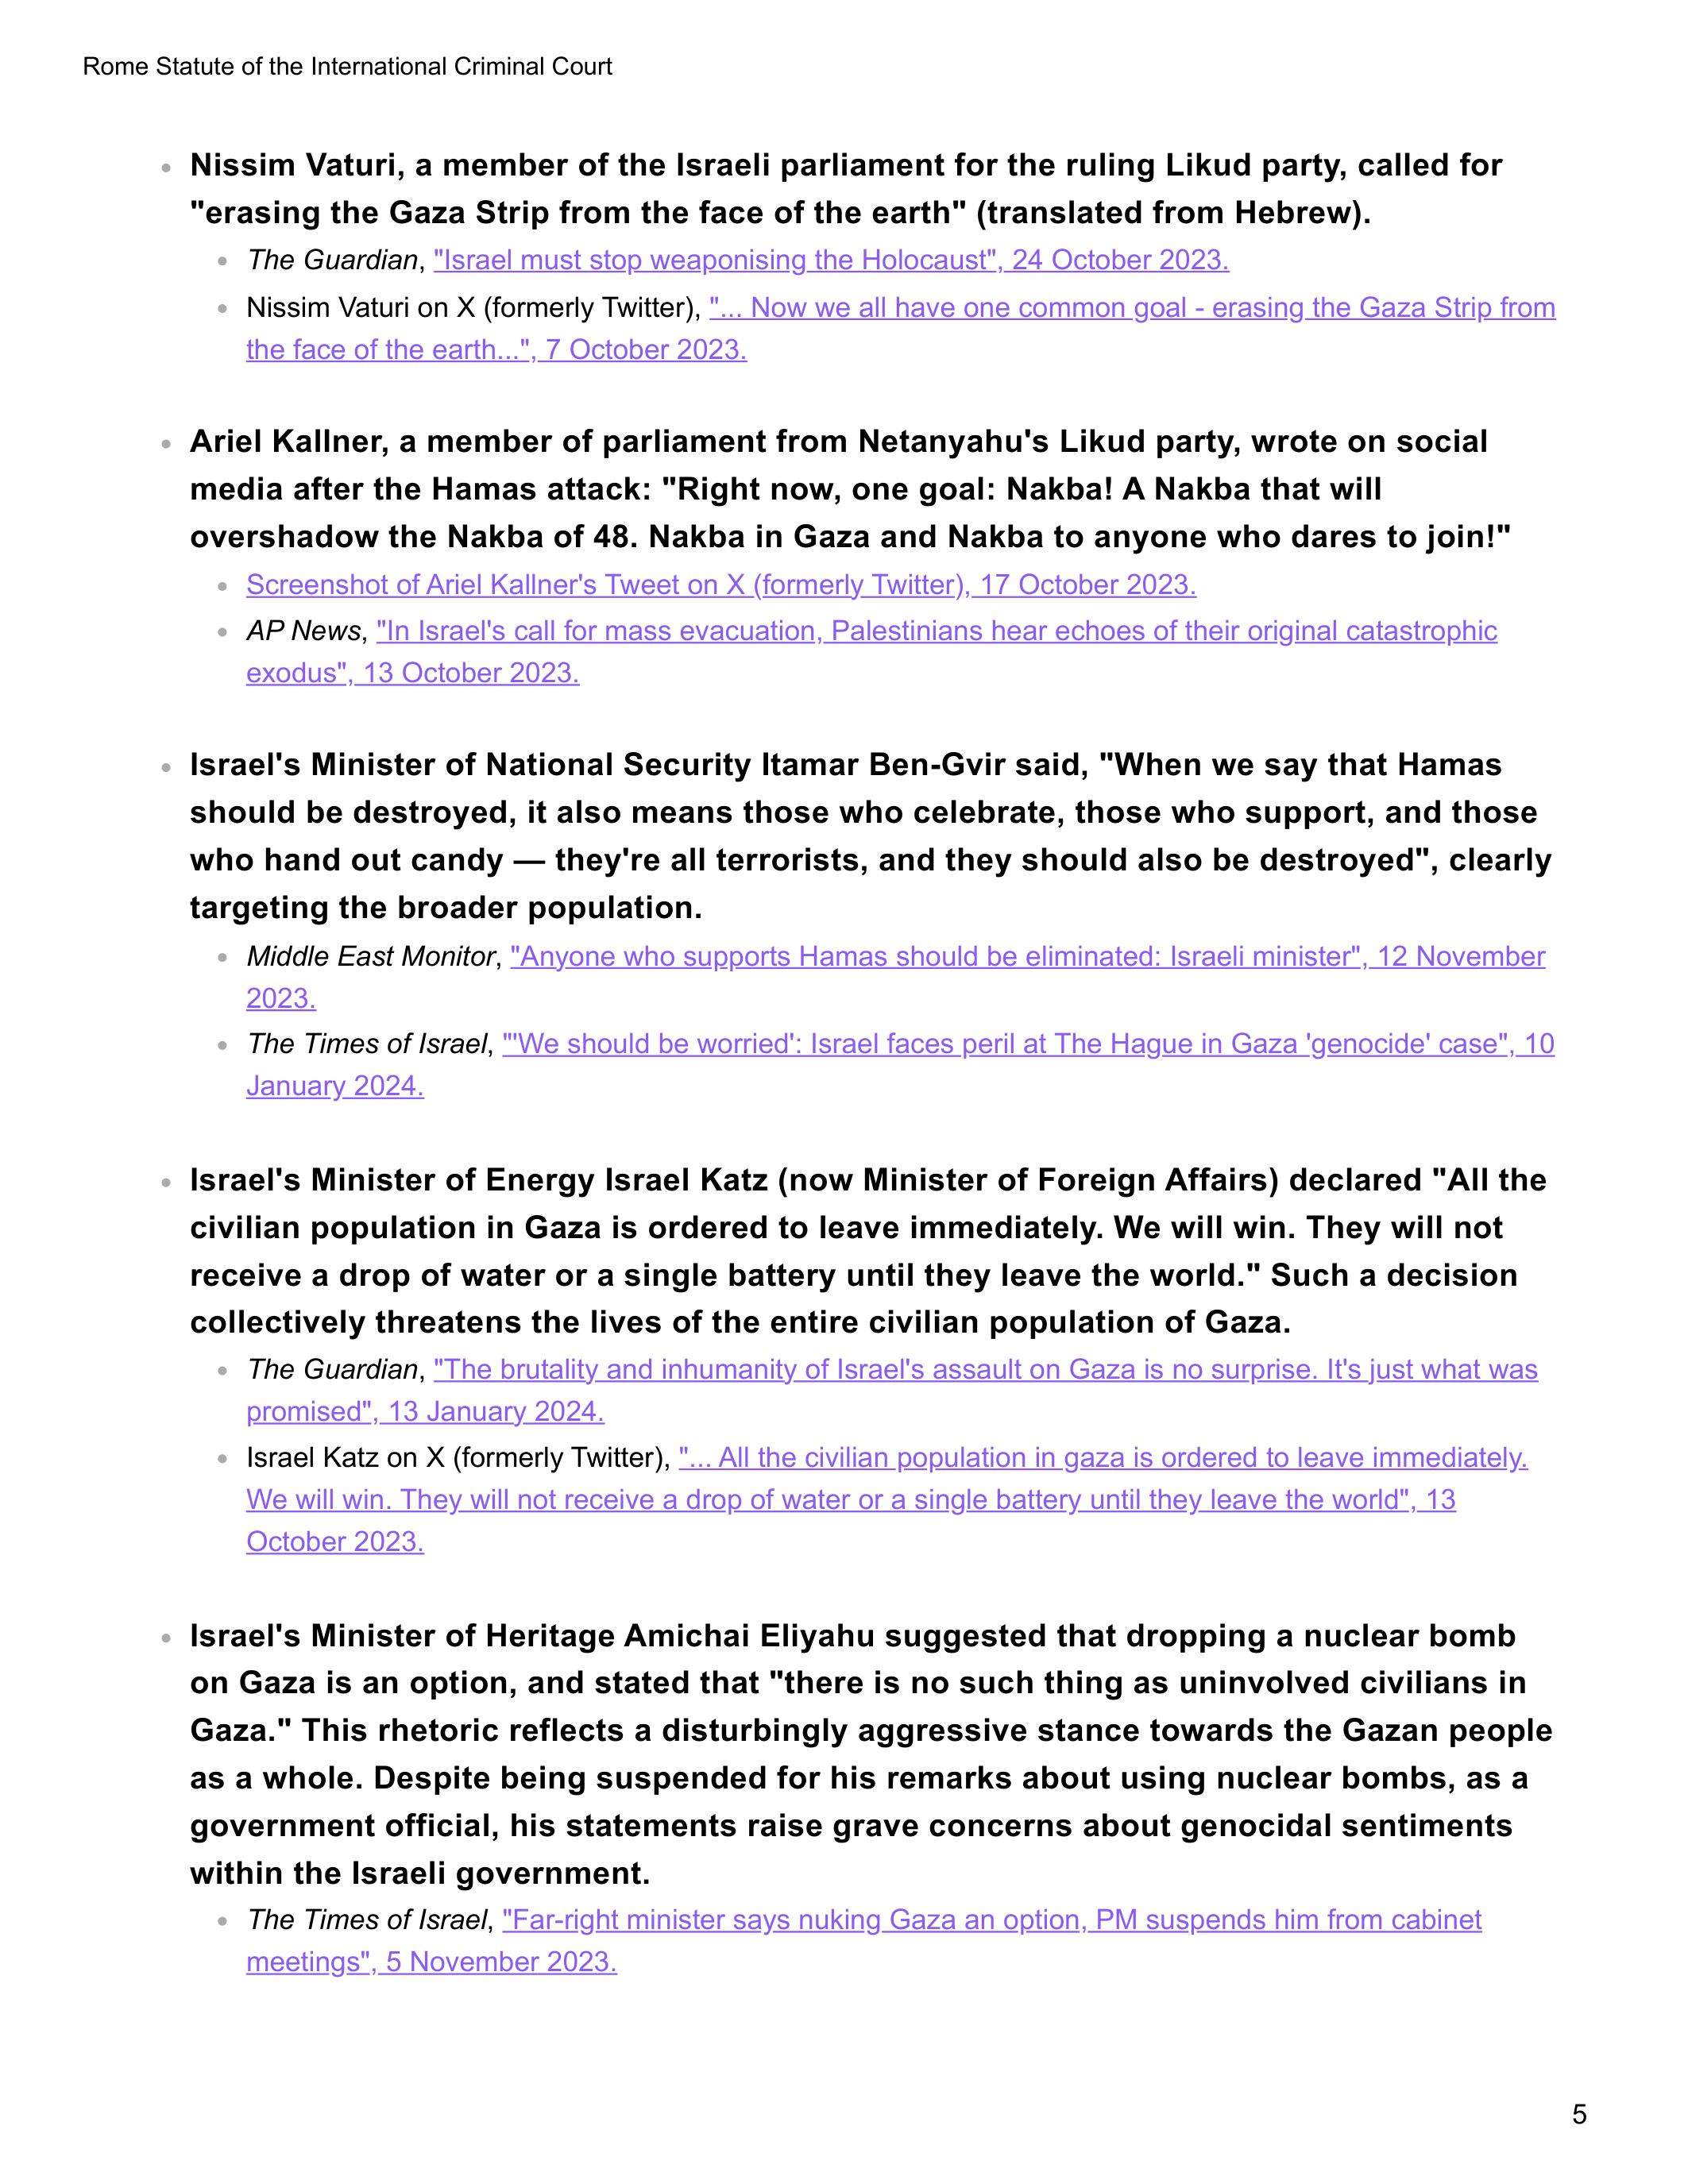 Rome Statute of the International Criminal Court
Nissim Vaturi, a member of the Israeli parliament for the ruling Likud party, called for
"erasing the Gaza Strip from the face of the earth" (translated from Hebrew).
The Guardian, "Israel must stop weaponising the Holocaust", 24 October 2023.
Nissim Vaturi on X (formerly Twitter), "... Now we all have one common goal - erasing the Gaza Strip from
the face of the earth...", 7 October 2023.
Ariel Kallner, a member of parliament from Netanyahu's Likud party, wrote on social
media after the Hamas attack: "Right now, one goal: Nakba! A Nakba that will
overshadow the Nakba of 48. Nakba in Gaza and Nakba to anyone who dares to join!"
Screenshot of Ariel Kallner's Tweet on X (formerly Twitter), 17 October 2023.
AP News, "In Israel's call for mass evacuation, Palestinians hear echoes of their original catastrophic
exodus", 13 October 2023.
Israel's Minister of National Security Itamar Ben-Gvir said, "When we say that Hamas
should be destroyed, it also means those who celebrate, those who support, and those
who hand out candy — they're all terrorists, and they should also be destroyed", clearly
targeting the broader population.
Middle East Monitor, "Anyone who supports Hamas should be eliminated: Israeli minister", 12 November
2023.
The Times of Israel, "'We should be worried': Israel faces peril at The Hague in Gaza 'genocide' case", 10
January 2024.
Israel's Minister of Energy Israel Katz (now Minister of Foreign Affairs) declared "All the
civilian population in Gaza is ordered to leave immediately. We will win. They will not
receive a drop of water or a single battery until they leave the world." Such a decision
collectively threatens the lives of the entire civilian population of Gaza.
The Guardian, "The brutality and inhumanity of Israel's assault on Gaza is no surprise. It's just what was
promised", 13 January 2024.
Israel Katz on X (formerly Twitter), "... All the civilian population in gaza is ordered to leave immediately.
We will win. They will not receive a drop of water or a single battery until they leave the world", 13
October 2023.
Israel's Minister of Heritage Amichai Eliyahu suggested that dropping a nuclear bomb
on Gaza is an option, and stated that "there is no such thing as uninvolved civilians in
Gaza." This rhetoric reflects a disturbingly aggressive stance towards the Gazan people
as a whole. Despite being suspended for his remarks about using nuclear bombs, as a
government official, his statements raise grave concerns about genocidal sentiments
within the Israeli government.
The Times of Israel, "Far-right minister says nuking Gaza an option, PM suspends him from cabinet
meetings", 5 November 2023.
5